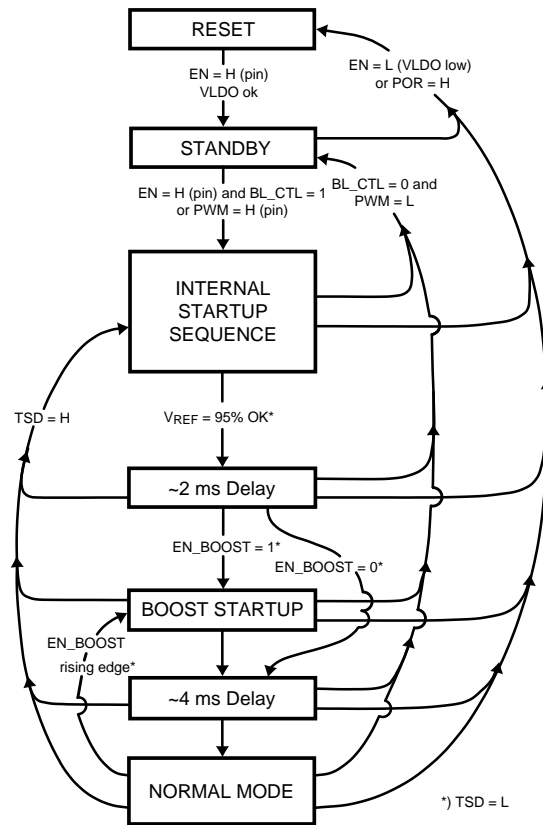 RESET
EN = H (pin)
VLDO ok
EN = L (VLDO low)
or POR = H
STANDBY
EN = H (pin) and BL_CTL = 1
or PWM = H (pin)
BL_CTL = 0 and
PWM = L
INTERNAL
STARTUP
SEQUENCE
TSD = H
VREF = 95% OK*
~2 ms Delay
EN_BOOST = 1*
EN_BOOST = 0*
BOOST STARTUP
EN_BOOST
rising edge*
~4 ms Delay
NORMAL MODE
*) TSD = L